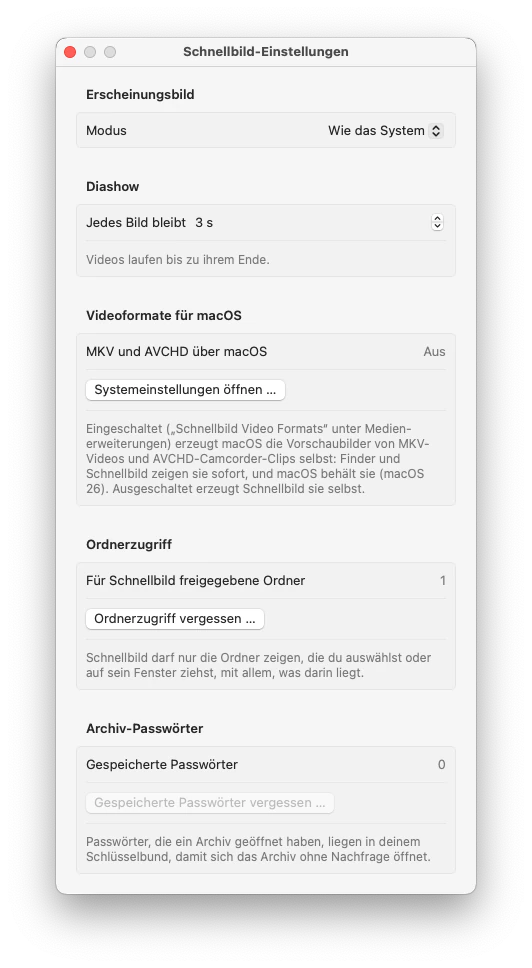 Schnellbild-Einstellungen
Erscheinungsbild
Modus Wie das System
Diashow
Jedes Bild bleibt 3 s
Videos laufen bis zu ihrem Ende.
Videoformate für macOS
MKV und AVCHD über macOS Aus
Systemeinstellungen öffnen ...
Eingeschaltet („Schnellbild Video Formats“ unter Medien-
erweiterungen) erzeugt macOS die Vorschaubilder von MKV-
Videos und AVCHD-Camcorder-Clips selbst: Finder und
Schnellbild zeigen sie sofort, und macOS behält sie (macOS
26). Ausgeschaltet erzeugt Schnellbild sie selbst.
Ordnerzugriff
Für Schnellbild freigegebene Ordner 1
Ordnerzugriff vergessen ...
Schnellbild darf nur die Ordner zeigen, die du auswählst oder
auf sein Fenster ziehst, mit allem, was darin liegt.
Archiv-Passwörter
Gespeicherte Passwörter 0
Gespeicherte Passwörter vergessen ...
Passwörter, die ein Archiv geöffnet haben, liegen in deinem
Schlüsselbund, damit sich das Archiv ohne Nachfrage öffnet.